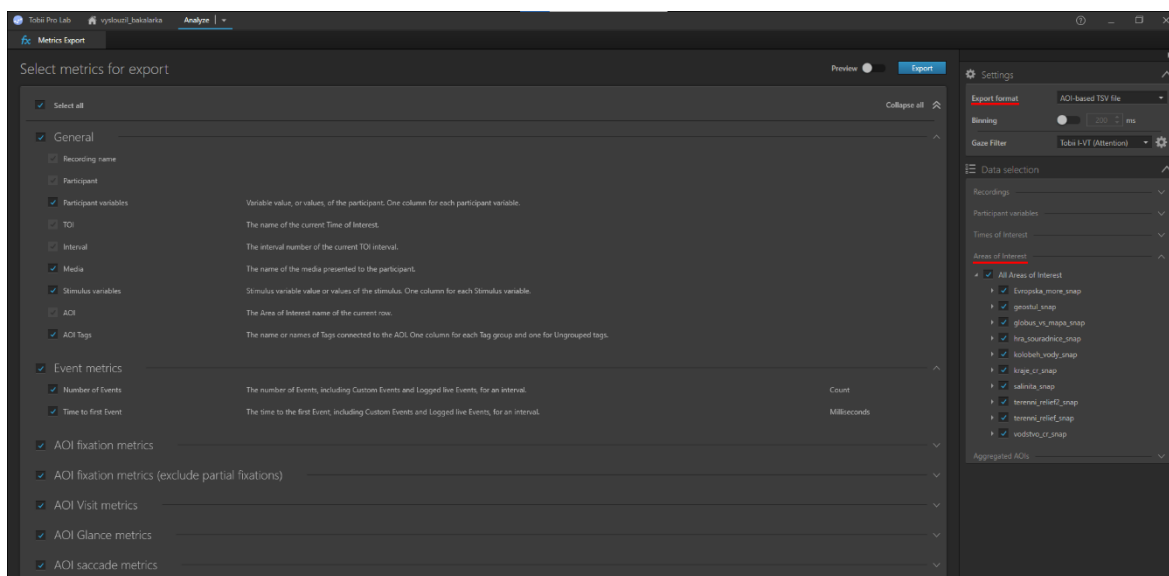 Tobii Pro Lab vyslouzil_bakalarka Analyze
fx Metrics Export
Select metrics for export Preview Export
Select all Collapse all
General
Recording name
Participant
Participant variables Variable value, or values, of the participant. One column for each participant variable.
TOI The name of the current Time of Interest.
Interval The interval number of the current TOI interval.
Media The name of the media presented to the participant.
Stimulus variables Stimulus variable value or values of the stimulus. One column for each Stimulus variable.
AOI The Area of Interest name of the current row.
AOI Tags The name or names of Tags connected to the AOI. One column for each Tag group and one for Ungrouped tags.
Event metrics
Number of Events The number of Events, including Custom Events and Logged live Events, for an interval. Count
Time to first Event The time to the first Event, including Custom Events and Logged live Events, for an interval. Milliseconds
AOI fixation metrics
AOI fixation metrics (exclude partial fixations)
AOI Visit metrics
AOI Glance metrics
AOI saccade metrics
Settings
Export format AOI-based TSV file
Binning 200 ms
Gaze Filter Tobii I-VT (Attention)
Data selection
Recordings
Participant variables
Times of Interest
Areas of Interest
All Areas of Interest
Evropska_more_snap
geostul_snap
globus_vs_mapa_snap
hra_souradnice_snap
kolobeh_vody_snap
kraje_cr_snap
salinita_snap
terenni_relief2_snap
terenni_relief_snap
vodstvo_cr_snap
Aggregated AOIs